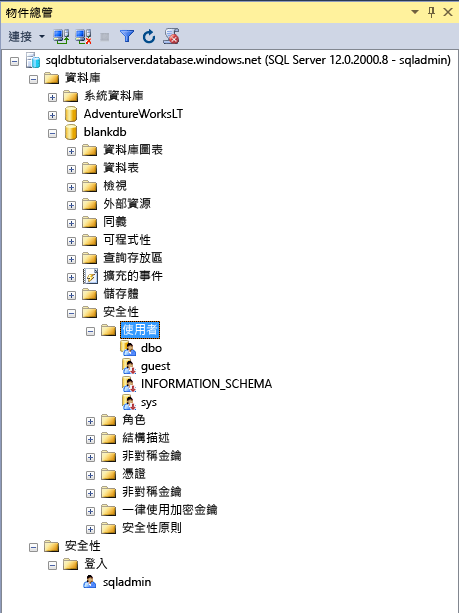 物件總管
連接
sqldbtutorialserver.database.windows.net (SQL Server 12.0.2000.8 - sqladmin)
資料庫
系統資料庫
AdventureWorksLT
blankdb
資料庫圖表
資料表
檢視
外部資源
同義
可程式性
查詢存放區
擴充的事件
儲存體
安全性
使用者
dbo
guest
INFORMATION_SCHEMA
sys
角色
結構描述
非對稱金鑰
憑證
非對稱金鑰
一律使用加密金鑰
安全性原則
安全性
登入
sqladmin